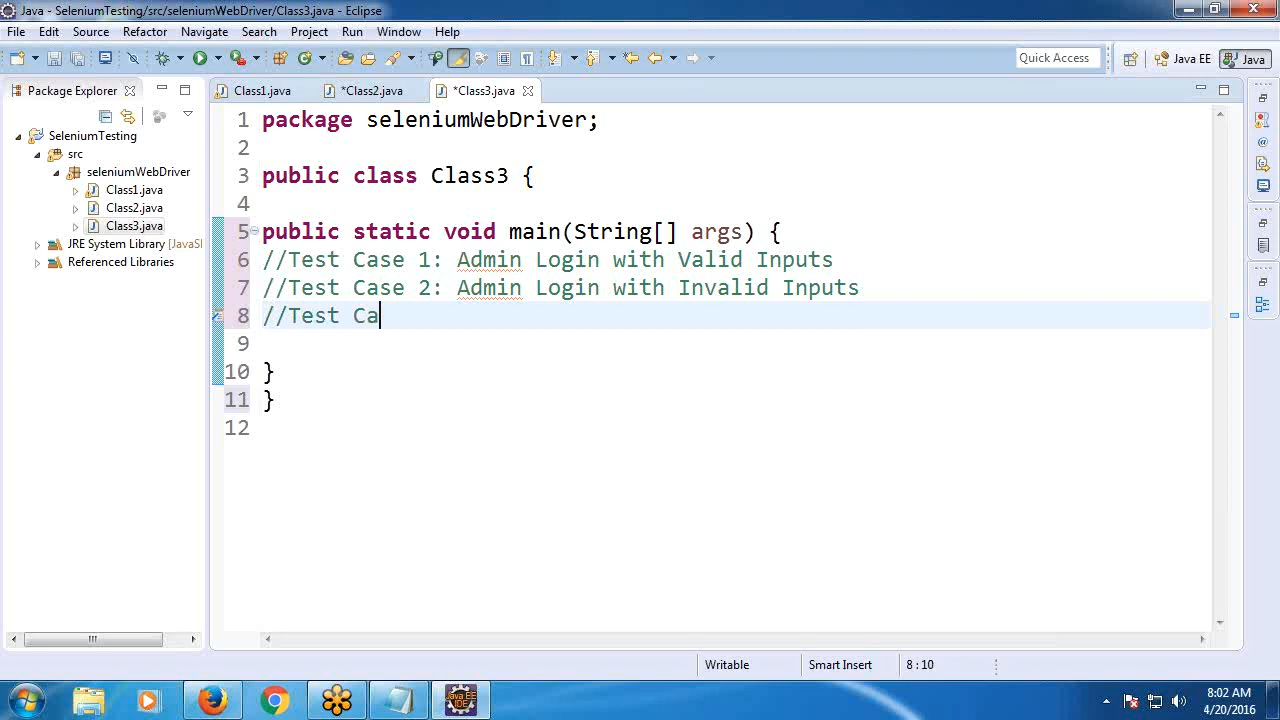 Java - SeleniumTesting/src/seleniumWebDriver/Class3.java - Eclipse
File Edit Source Refactor Navigate Search Project Run Window Help
Quick Access
Java EE
Java
Package Explorer
Class1.java
*Class2.java
*Class3.java
SeleniumTesting
src
seleniumWebDriver
Class1.java
Class2.java
Class3.java
JRE System Library [JavaSI
Referenced Libraries
1 package seleniumWebDriver;
2
3 public class Class3 {
4
5 public static void main(String[] args) {
6 //Test Case 1: Admin Login with Valid Inputs
7 //Test Case 2: Admin Login with Invalid Inputs
8 //Test Ca
9
10 }
11 }
12
Writable
Smart Insert
8 : 10
Java EE
IDE
8:02 AM
4/20/2016